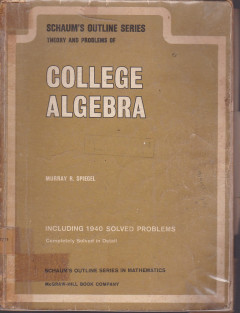 SCHAUM'S OUTLINE SERIES
THEORY AND PROBLEMS OF
COLLEGE
ALGEBRA
MURRAY R. SPIEGEL
INCLUDING 1940 SOLVED PROBLEMS
Completely Solved in Detail
SCHAUM'S OUTLINE SERIES IN MATHEMATICS
McGRAW-HILL BOOK COMPANY